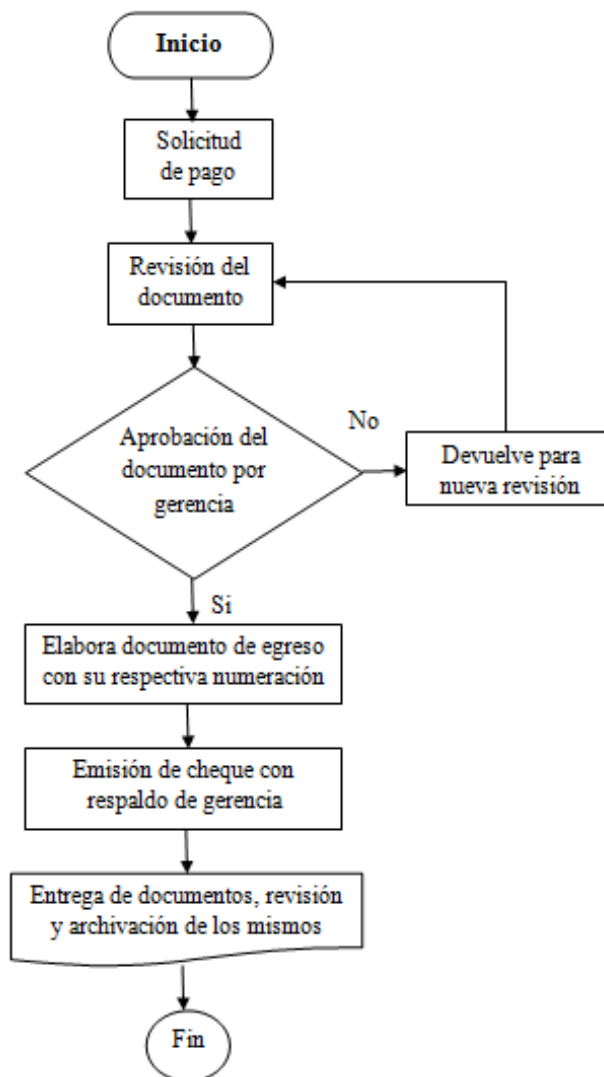 Inicio
Solicitud
de pago
Revisión del
documento
Aprobación del
documento por
gerencia
No
Devuelve para
nueva revisión
Si
Elabora documento de egreso
con su respectiva numeración
Emisión de cheque con
respaldo de gerencia
Entrega de documentos, revisión
y archivación de los mismos
Fin